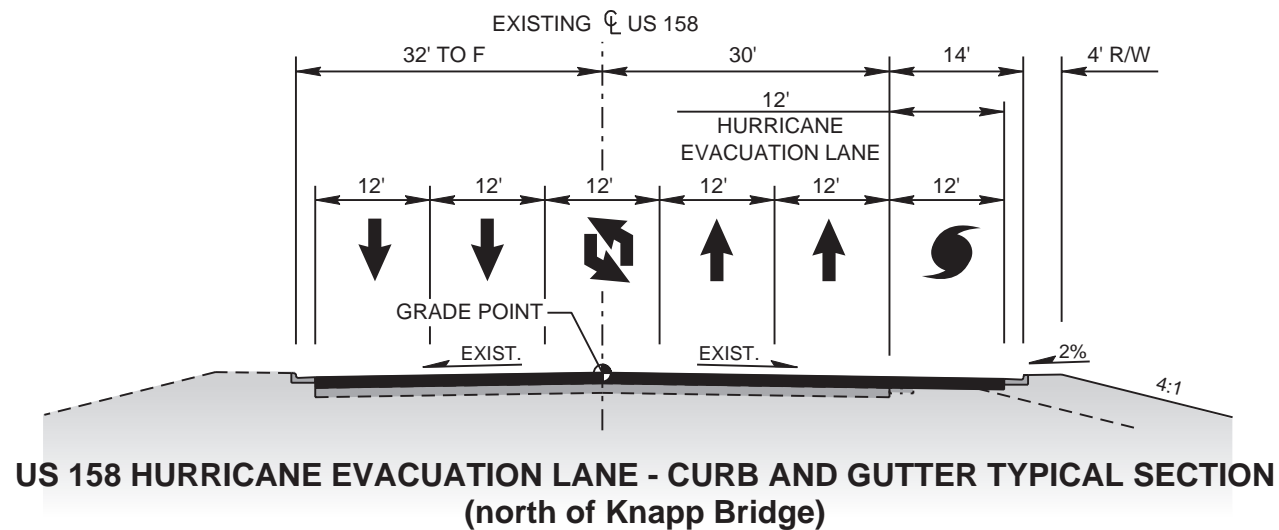 EXISTING ℄ US 158
32' TO F
30'
14'
4' R/W
12'
HURRICANE
EVACUATION LANE
12'
12'
12'
12'
12'
12'
GRADE POINT
EXIST.
EXIST.
2%
4:1
US 158 HURRICANE EVACUATION LANE - CURB AND GUTTER TYPICAL SECTION
(north of Knapp Bridge)